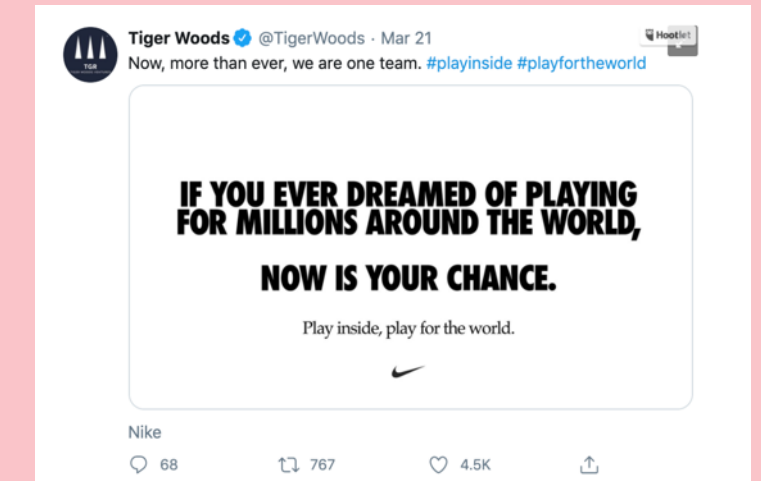 Tiger Woods @TigerWoods · Mar 21
Hootlet
Now, more than ever, we are one team. #playinside #playfortheworld
TGR
IF YOU EVER DREAMED OF PLAYING
FOR MILLIONS AROUND THE WORLD,
NOW IS YOUR CHANCE.
Play inside, play for the world.
Nike
68 767 4.5K